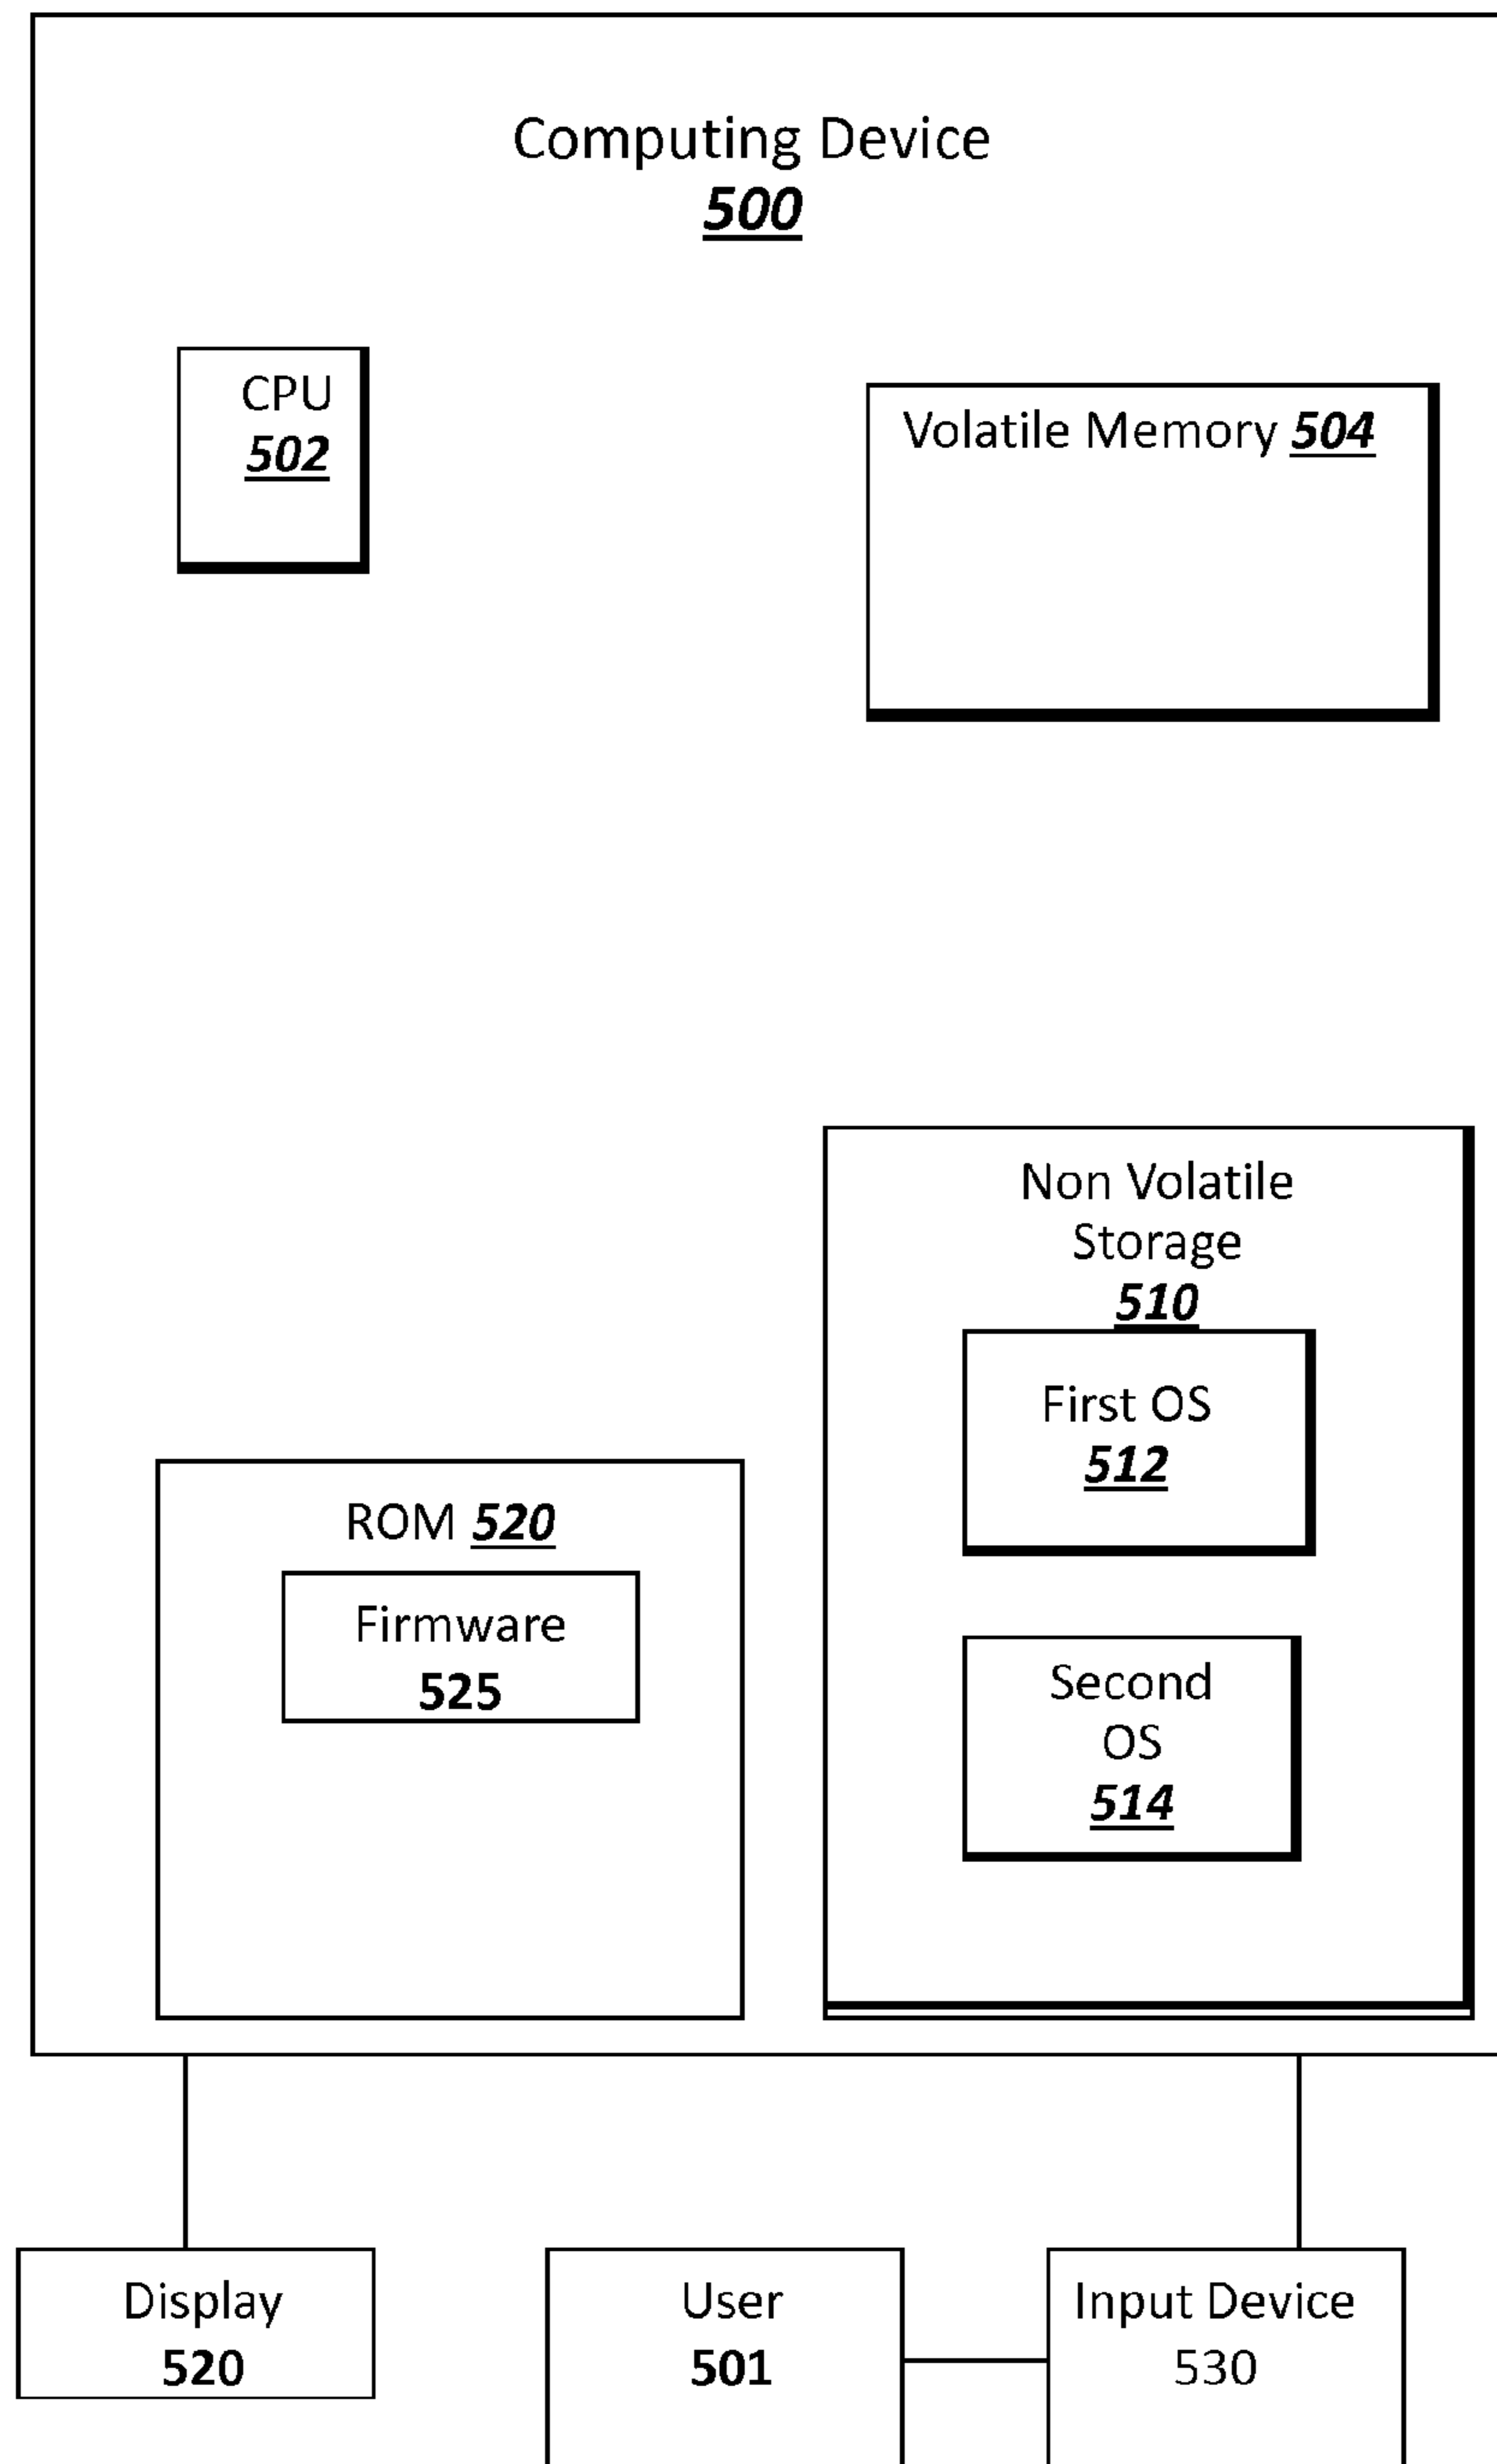 Computing Device
500
CPU
502
Volatile Memory 504
Non Volatile
Storage
510
First OS
512
ROM 520
Firmware
525
Second
OS
514
Display
520
User
501
Input Device
530